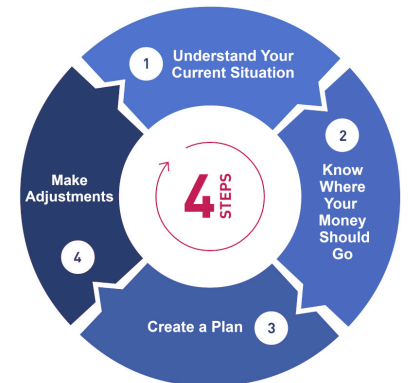 1
Understand Your
Current Situation
2
Know
Where
Your
Money
Should
Go
3
Create a Plan
4
Make
Adjustments
4
STEPS